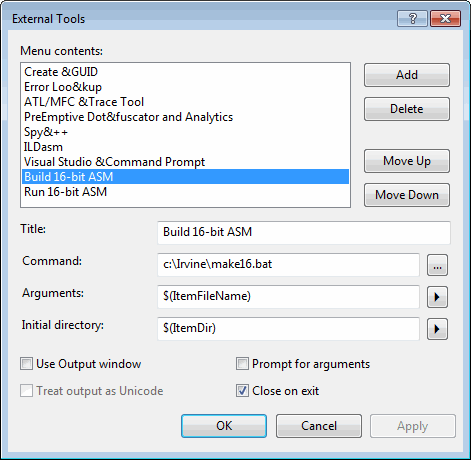 External Tools
Menu contents:
Create &GUID
Error Loo&kup
ATL/MFC &Trace Tool
PreEmptive Dot&fuscator and Analytics
Spy&++
ILDasm
Visual Studio &Command Prompt
Build 16-bit ASM
Run 16-bit ASM
Add
Delete
Move Up
Move Down
Title:
Build 16-bit ASM
Command:
c:\Irvine\make16.bat
...
Arguments:
$(ItemFileName)
Initial directory:
$(ItemDir)
Use Output window
Prompt for arguments
Treat output as Unicode
Close on exit
OK
Cancel
Apply